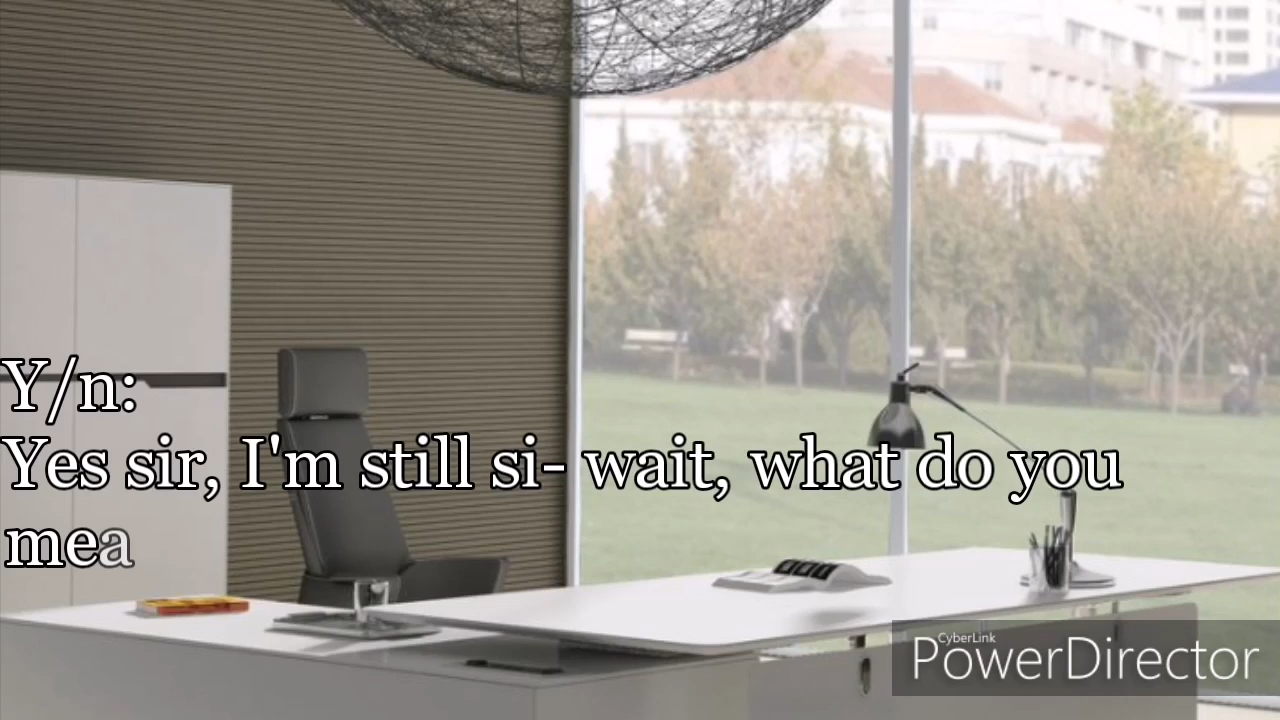 Y/n:
Yes sir, I'm still si- wait, what do you
mea
CyberLink
PowerDirector